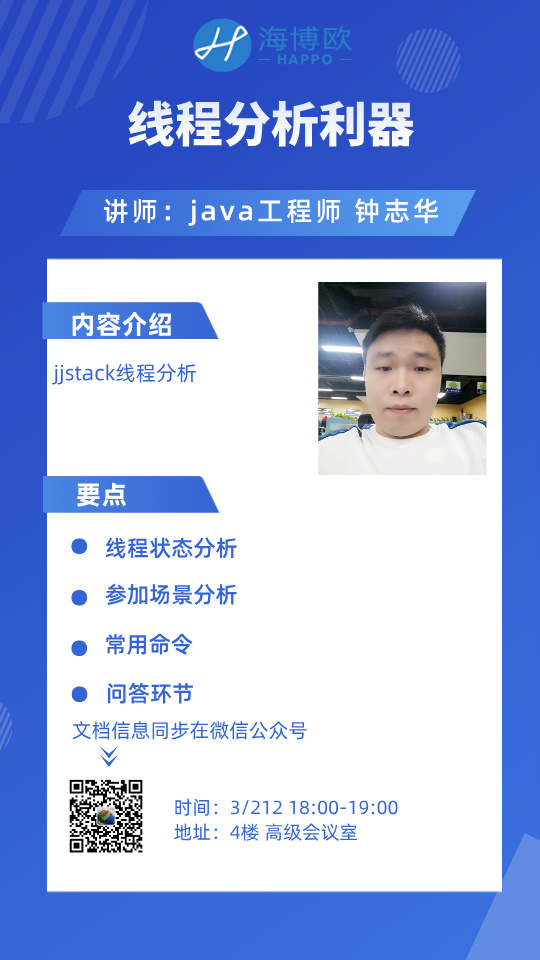 海博欧
HAPPO
线程分析利器
讲师：java工程师 钟志华
内容介绍
jjstack线程分析
要点
线程状态分析
参加场景分析
常用命令
问答环节
文档信息同步在微信公众号
时间：3/212 18:00-19:00
地址：4楼 高级会议室